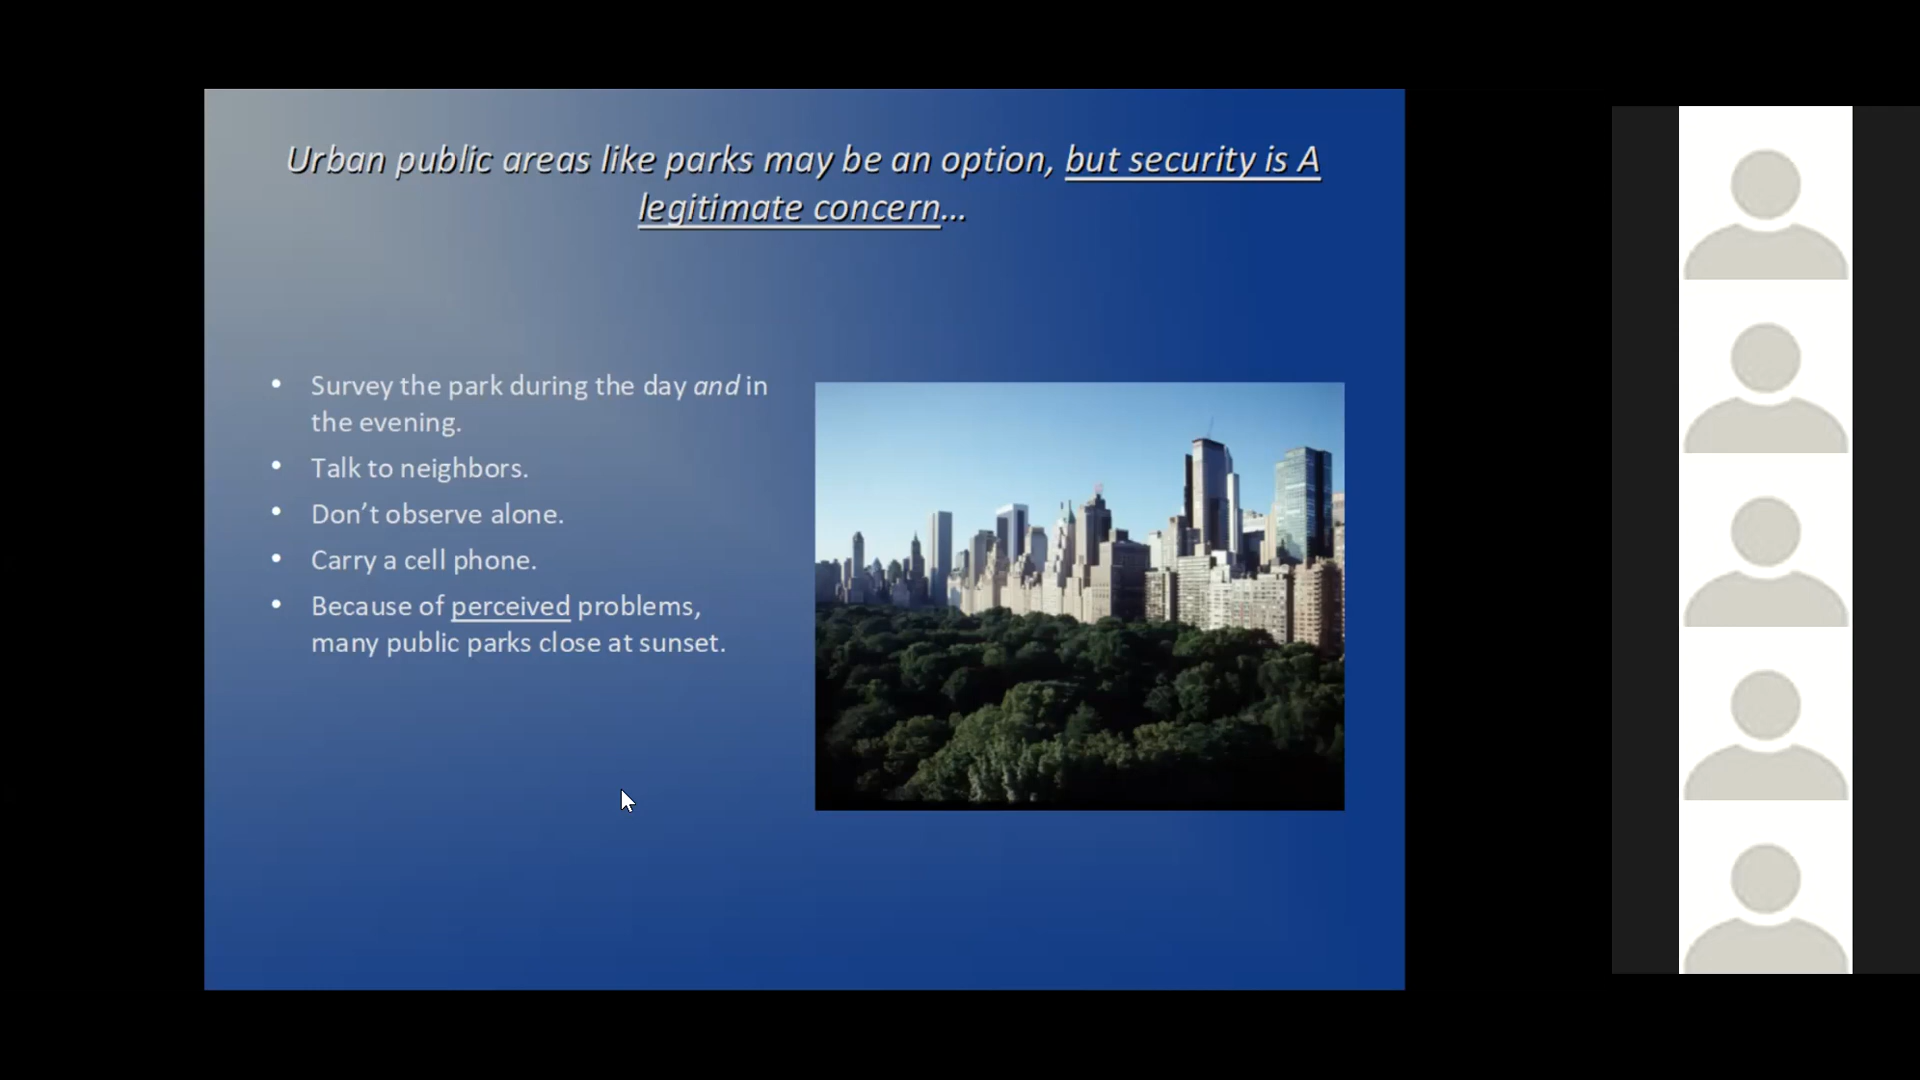 Urban public areas like parks may be an option, but security is A
legitimate concern...
• Survey the park during the day and in
the evening.
• Talk to neighbors.
• Don’t observe alone.
• Carry a cell phone.
• Because of perceived problems,
many public parks close at sunset.